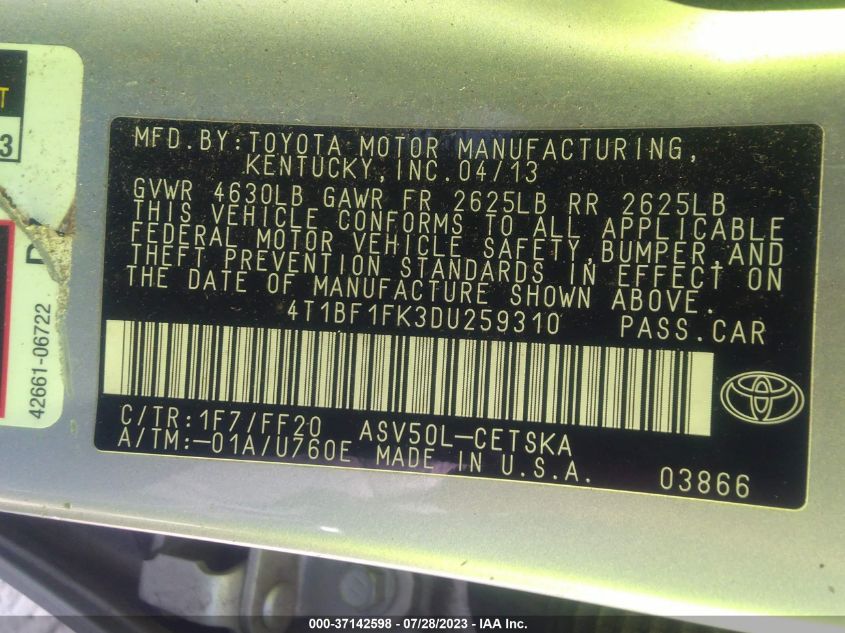 T
3
D
42661-06722
MFD.BY:TOYOTA MOTOR MANUFACTURING,
KENTUCKY,INC.04/13
GVWR 4630LB GAWR FR 2625LB RR 2625LB
THIS VEHICLE CONFORMS TO ALL APPLICABLE
FEDERAL MOTOR VEHICLE SAFETY,BUMPER,AND
THEFT PREVENTION STANDARDS IN EFFECT ON
THE DATE OF MANUFACTURE SHOWN ABOVE.
4T1BF1FK3DU259310 PASS.CAR
C/TR:1F7/FF20 ASV50L-CETSKA
A/TM:-01A/U760E MADE IN U.S.A.
03866
000-37142598 - 07/28/2023 - IAA Inc.